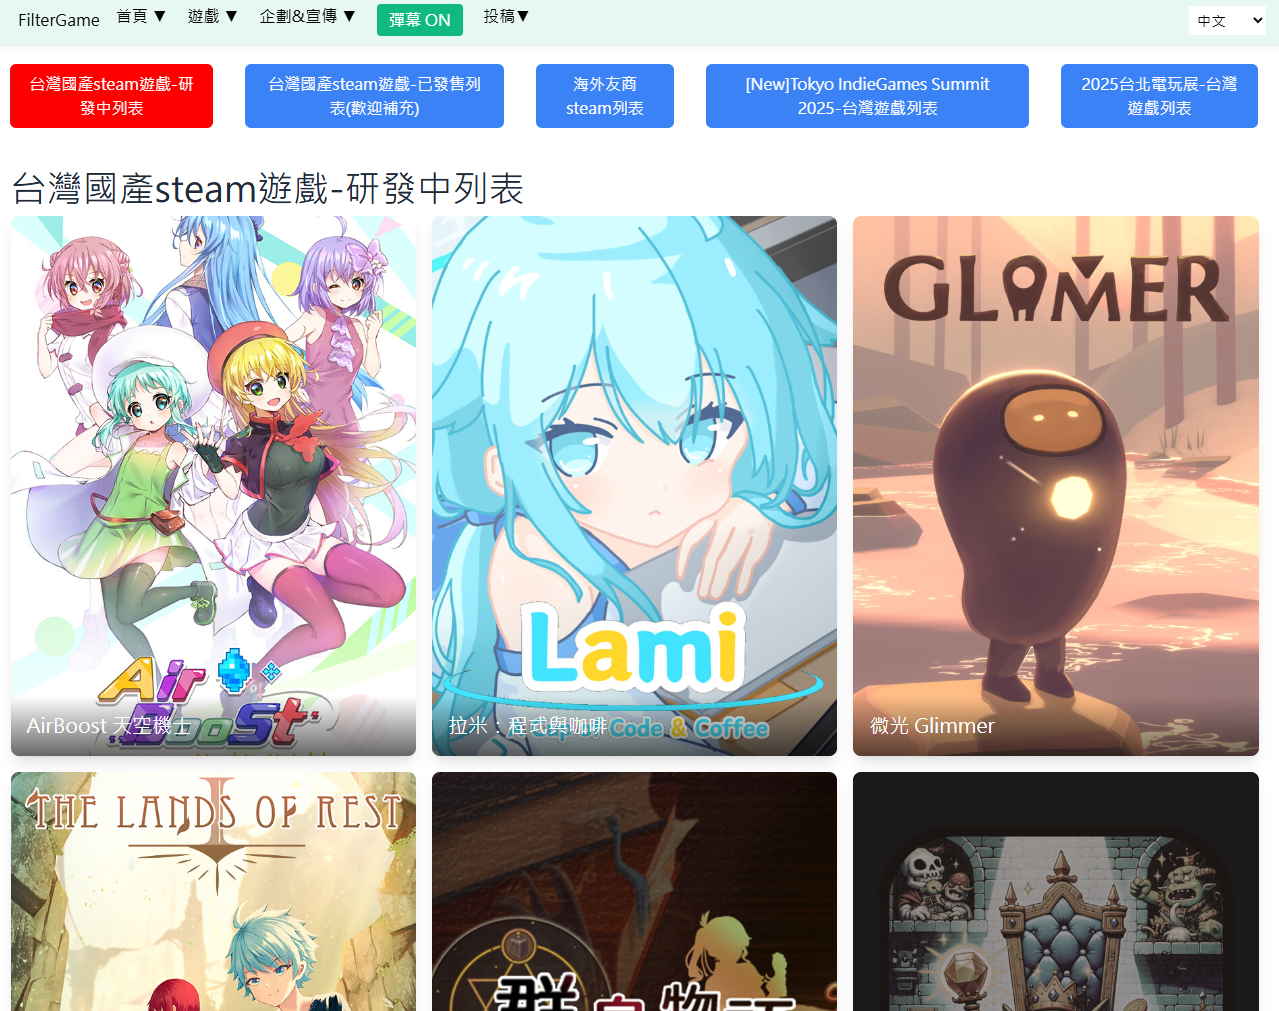 FilterGame 首頁 ▼ 遊戲 ▼ 企劃&宣傳 ▼ 彈幕 ON 投稿▼ 中文
台灣國產steam遊戲-研
發中列表
台灣國產steam遊戲-已發售列
表(歡迎補充)
海外友商
steam列表
[New]Tokyo IndieGames Summit
2025-台灣遊戲列表
2025台北電玩展-台灣
遊戲列表
台灣國產steam遊戲-研發中列表
Air
BooSt
AirBoost 天空機士
Lami
Code & Coffee
拉米：程式與咖啡
GLOMER
微光 Glimmer
THE LANDS OF REST
I